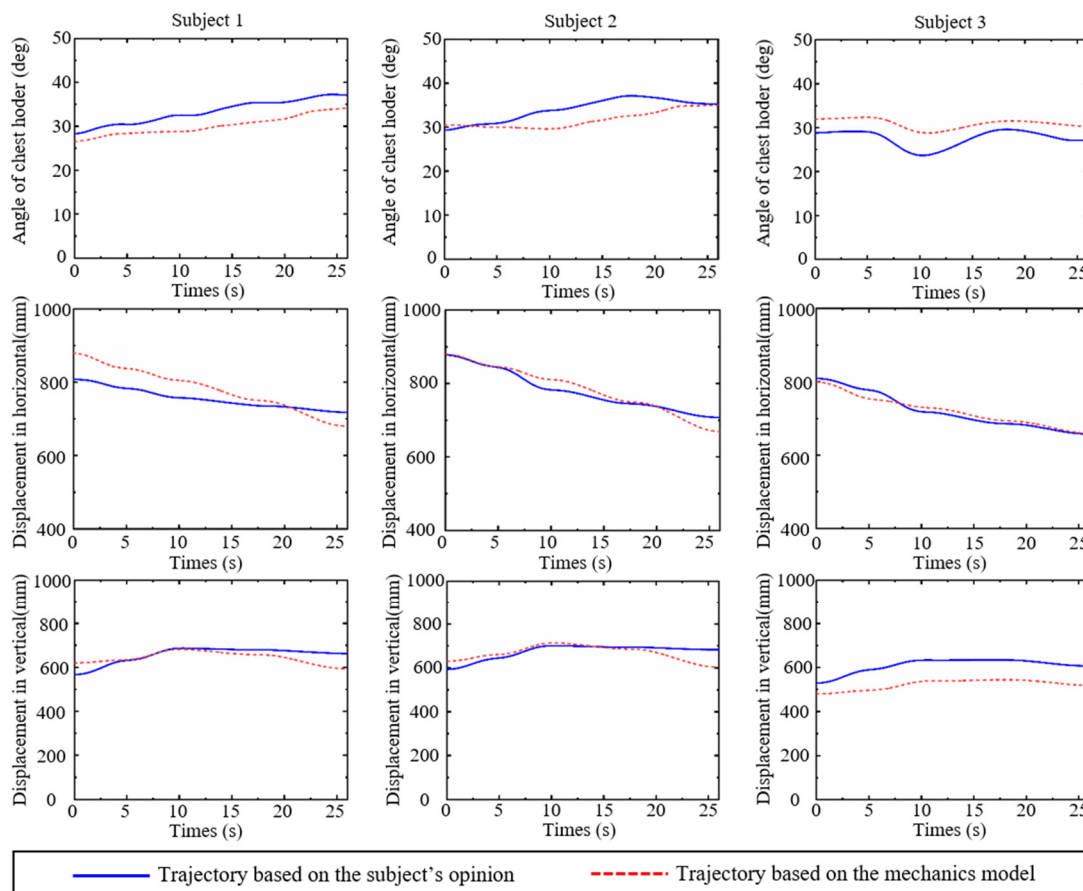 Subject 1
Subject 2
Subject 3
Angle of chest hoder (deg)
50
40
30
20
10
0
0 5 10 15 20 25
Times (s)
Angle of chest hoder (deg)
50
40
30
20
10
0
0 5 10 15 20 25
Times (s)
Angle of chest hoder (deg)
50
40
30
20
10
0
0 5 10 15 20 25
Times (s)
Displacement in horizontal(mm)
1000
800
600
400
0 5 10 15 20 25
Times (s)
Displacement in horizontal(mm)
1000
800
600
400
0 5 10 15 20 25
Times (s)
Displacement in horizontal(mm)
1000
800
600
400
0 5 10 15 20 25
Times (s)
Displacement in vertical(mm)
1000
800
600
400
200
0
0 5 10 15 20 25
Times (s)
Displacement in vertical(mm)
1000
800
600
400
200
0
0 5 10 15 20 25
Times (s)
Displacement in vertical(mm)
1000
800
600
400
200
0
0 5 10 15 20 25
Times (s)
Trajectory based on the subject's opinion
Trajectory based on the mechanics model